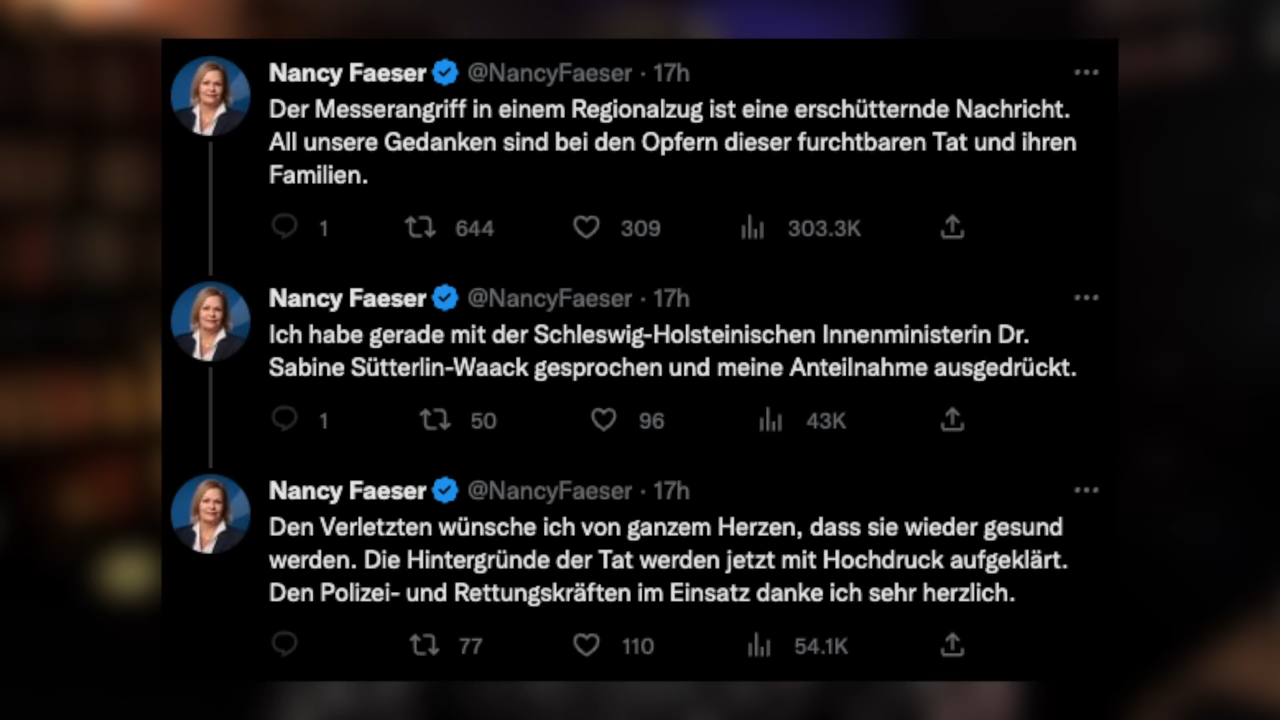 Nancy Faeser @NancyFaeser · 17h
Der Messerangriff in einem Regionalzug ist eine erschütternde Nachricht.
All unsere Gedanken sind bei den Opfern dieser furchtbaren Tat und ihren
Familien.
1 644 309 303.3K
Nancy Faeser @NancyFaeser · 17h
Ich habe gerade mit der Schleswig-Holsteinischen Innenministerin Dr.
Sabine Sütterlin-Waack gesprochen und meine Anteilnahme ausgedrückt.
1 50 96 43K
Nancy Faeser @NancyFaeser · 17h
Den Verletzten wünsche ich von ganzem Herzen, dass sie wieder gesund
werden. Die Hintergründe der Tat werden jetzt mit Hochdruck aufgeklärt.
Den Polizei- und Rettungskräften im Einsatz danke ich sehr herzlich.
77 110 54.1K